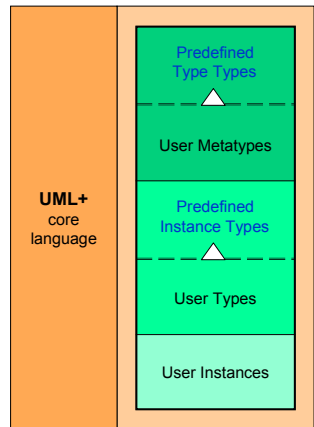 UML+
core
language
Predefined
Type Types
User Metatypes
Predefined
Instance Types
User Types
User Instances